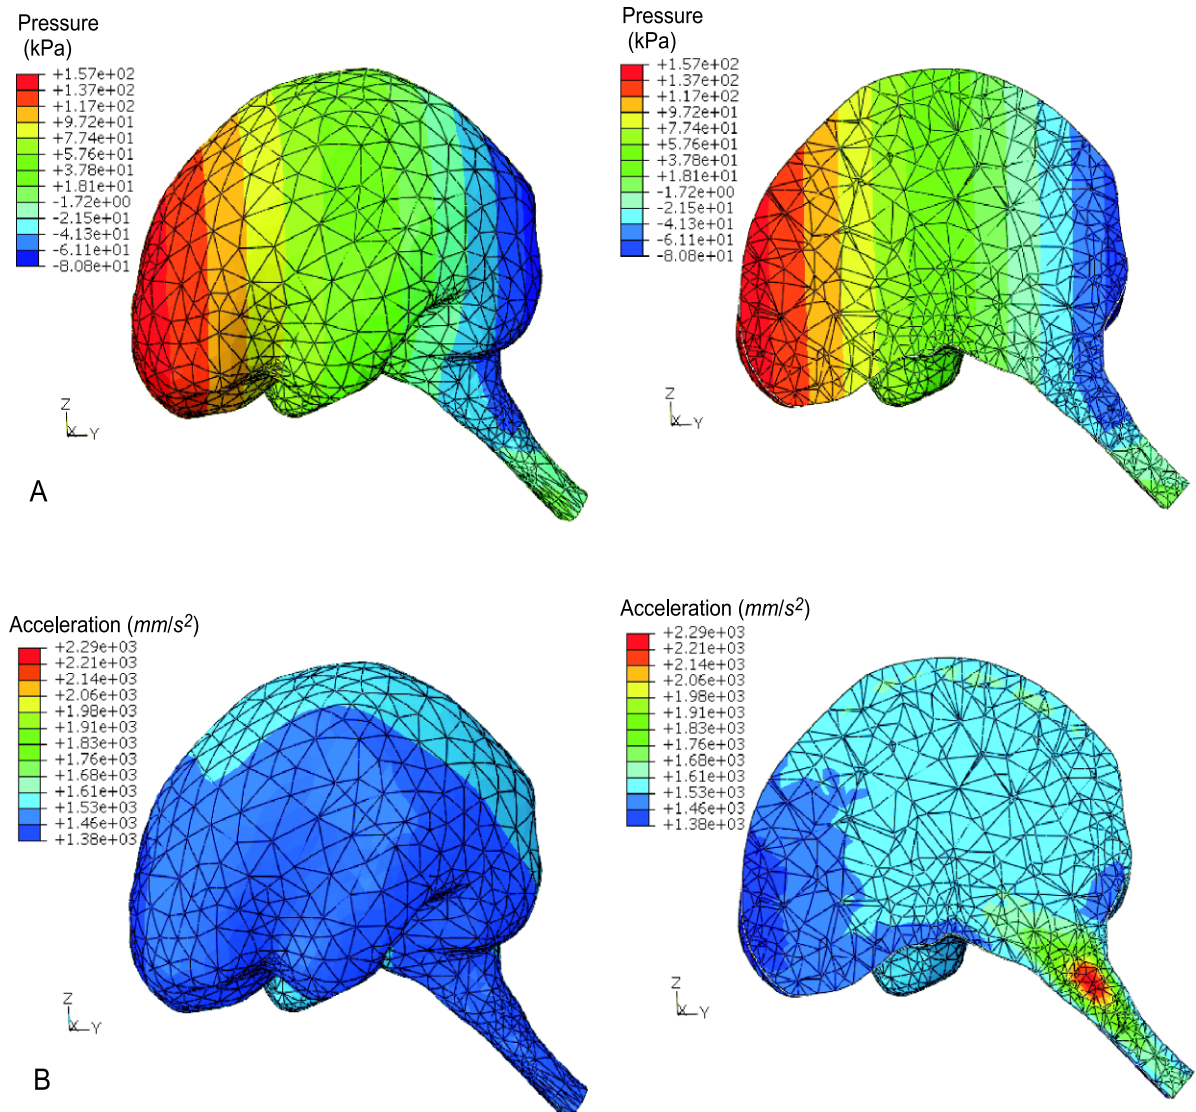 Pressure
(kPa)
+1.57e+02
+1.37e+02
+1.17e+02
+9.72e+01
+7.74e+01
+5.76e+01
+3.78e+01
+1.81e+01
-1.72e+00
-2.15e+01
-4.13e+01
-6.11e+01
-8.08e+01
Z
X
Y
A
Pressure
(kPa)
+1.57e+02
+1.37e+02
+1.17e+02
+9.72e+01
+7.74e+01
+5.76e+01
+3.78e+01
+1.81e+01
-1.72e+00
-2.15e+01
-4.13e+01
-6.11e+01
-8.08e+01
Z
X
Y
Acceleration (mm/s²)
+2.29e+03
+2.21e+03
+2.14e+03
+2.06e+03
+1.98e+03
+1.91e+03
+1.83e+03
+1.76e+03
+1.68e+03
+1.61e+03
+1.53e+03
+1.46e+03
+1.38e+03
Z
X
Y
B
Acceleration (mm/s²)
+2.29e+03
+2.21e+03
+2.14e+03
+2.06e+03
+1.98e+03
+1.91e+03
+1.83e+03
+1.76e+03
+1.68e+03
+1.61e+03
+1.53e+03
+1.46e+03
+1.38e+03
Z
X
Y